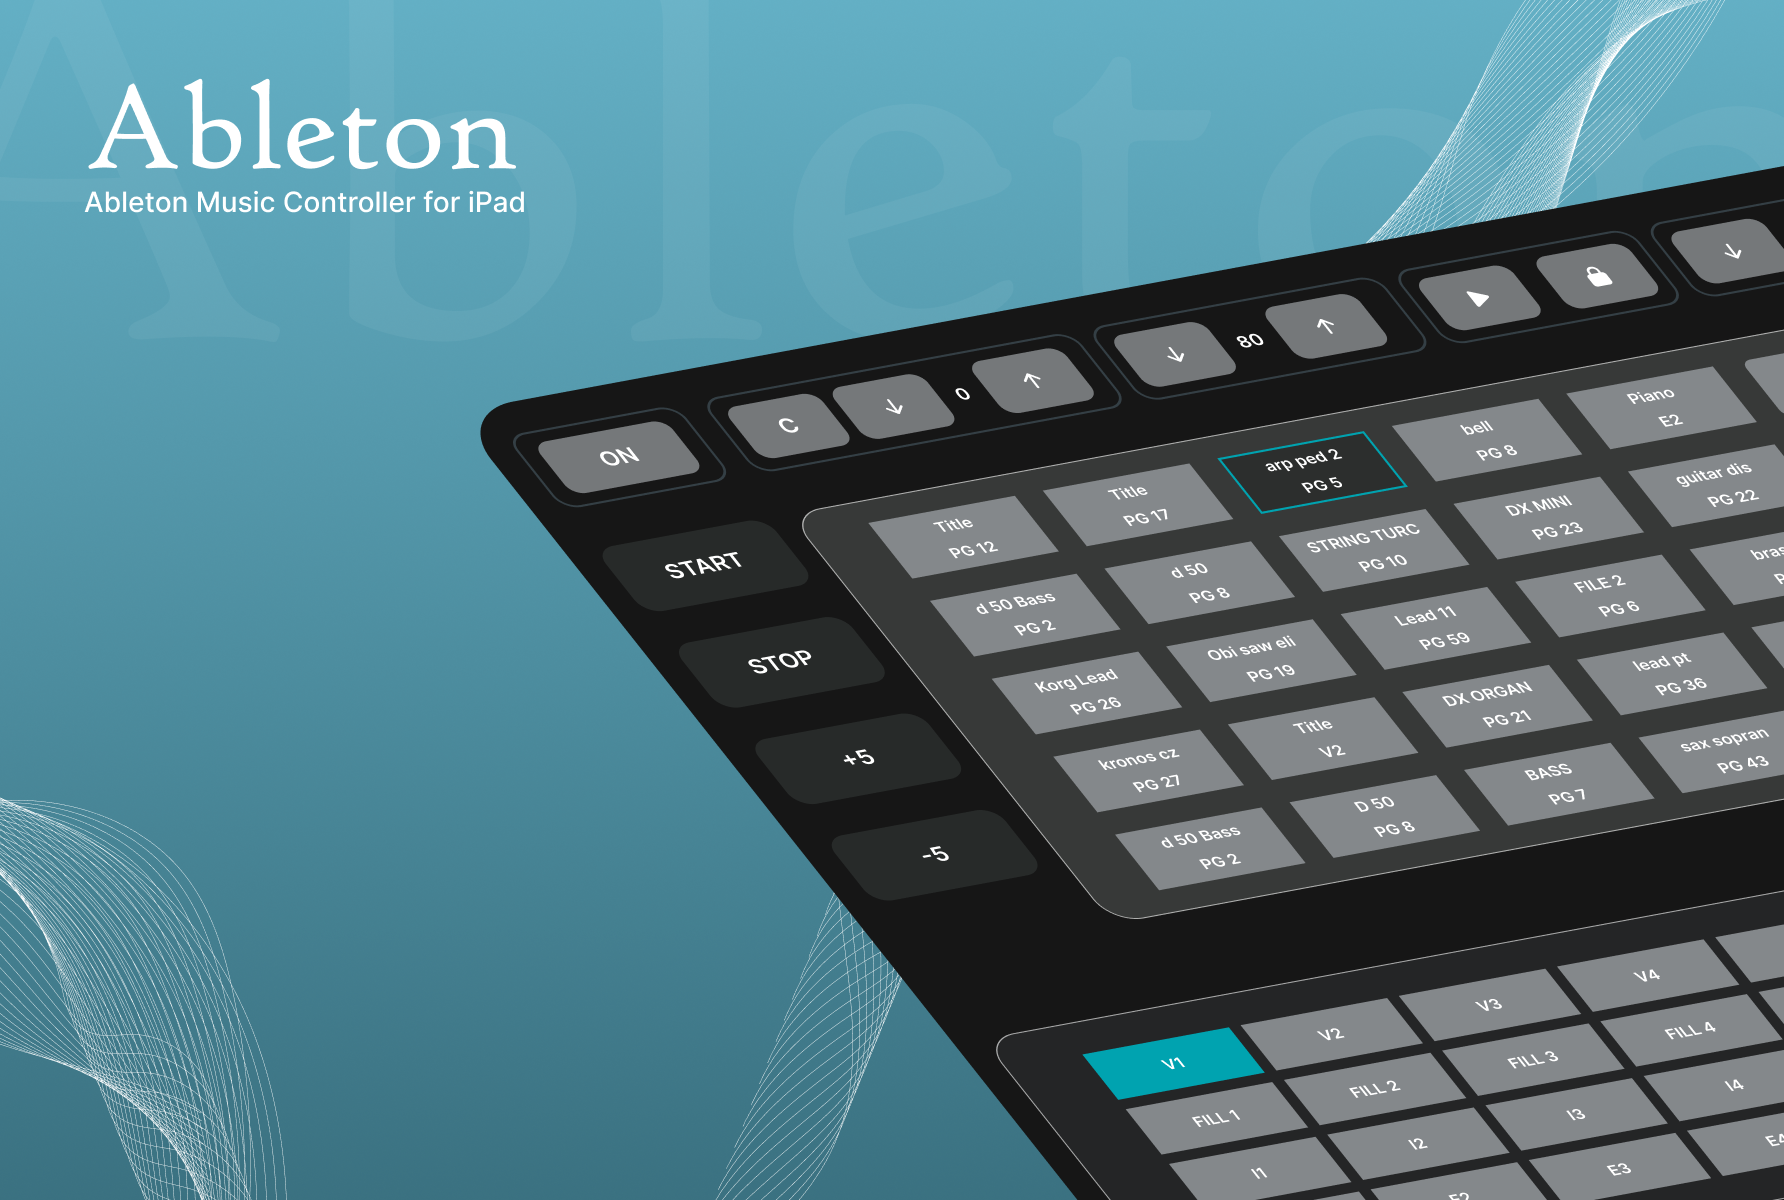 Ableton
Ableton
Ableton Music Controller for iPad
ON
C
0
80
START
STOP
+5
-5
Title
PG 12
Title
PG 17
arp ped 2
PG 5
bell
PG 8
Piano
E2
d 50 Bass
PG 2
d 50
PG 8
STRING TURC
PG 10
DX MINI
PG 23
guitar dis
PG 22
Korg Lead
PG 26
Obi saw eli
PG 19
Lead 11
PG 59
FILE 2
PG 6
kronos cz
PG 27
Title
V2
DX ORGAN
PG 21
lead pt
PG 36
d 50 Bass
PG 2
D 50
PG 8
BASS
PG 7
sax sopran
PG 43
V1
V2
V3
V4
FILL 1
FILL 2
FILL 3
FILL 4
I1
I2
I3
I4
E2
E3
E4